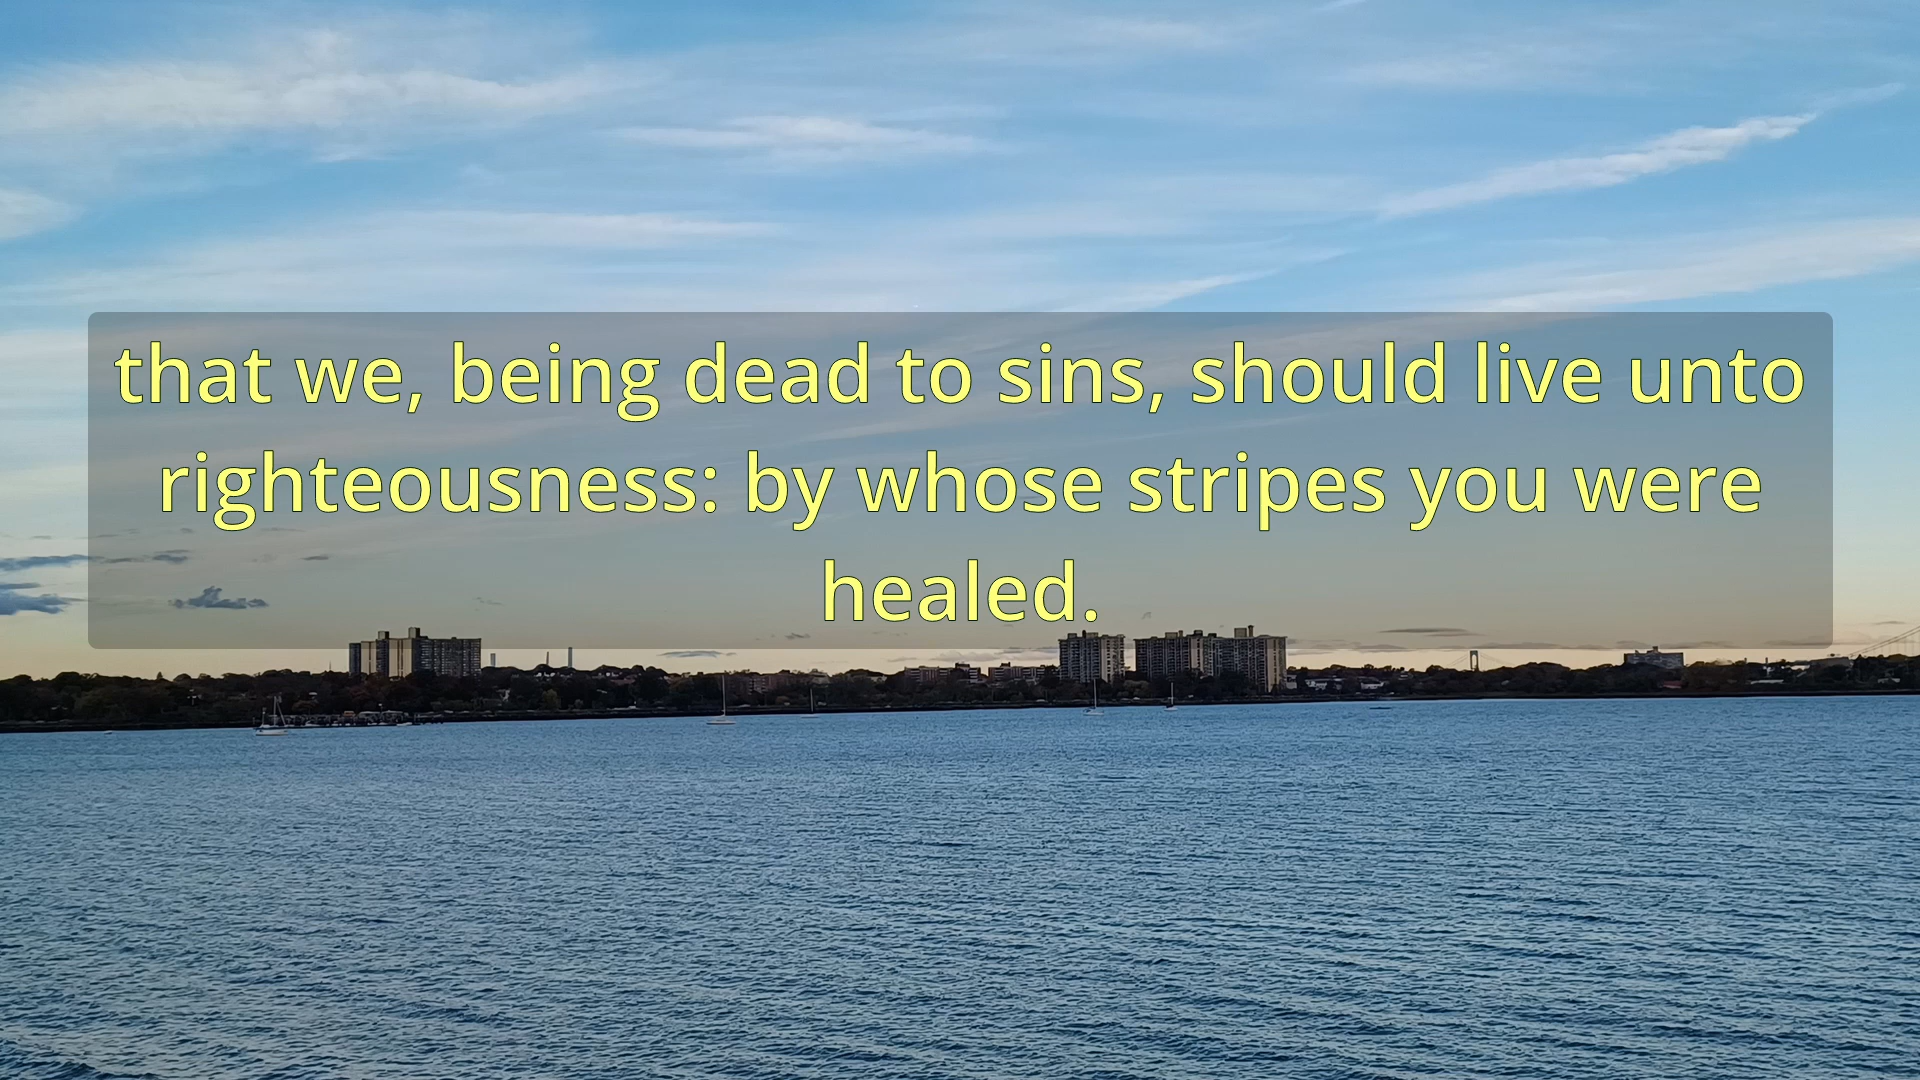 that we, being dead to sins, should live unto
righteousness: by whose stripes you were
healed.